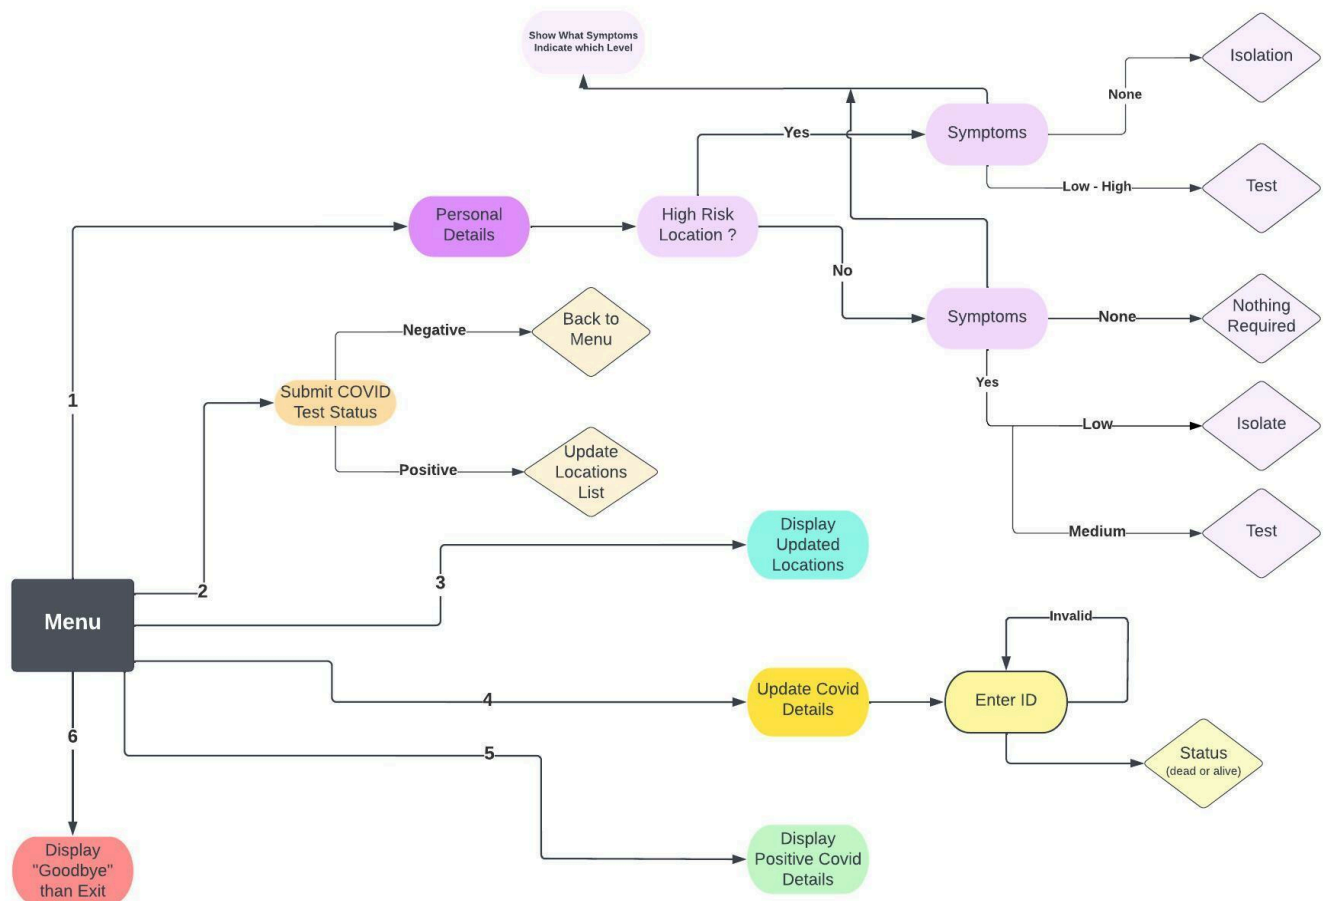 Show What Symptoms
Indicate which Level
Isolation
None
Yes
Symptoms
Low - High
Test
Personal
Details
High Risk
Location ?
No
Symptoms
None
Nothing
Required
Negative
Back to
Menu
Yes
1
2
Submit COVID
Test Status
Low
Isolate
Positive
Update
Locations
List
Medium
Test
Display
Updated
Locations
3
Menu
Invalid
4
Update Covid
Details
Enter ID
6
5
Status
(dead or alive)
Display
"Goodbye"
than Exit
Display
Positive Covid
Details